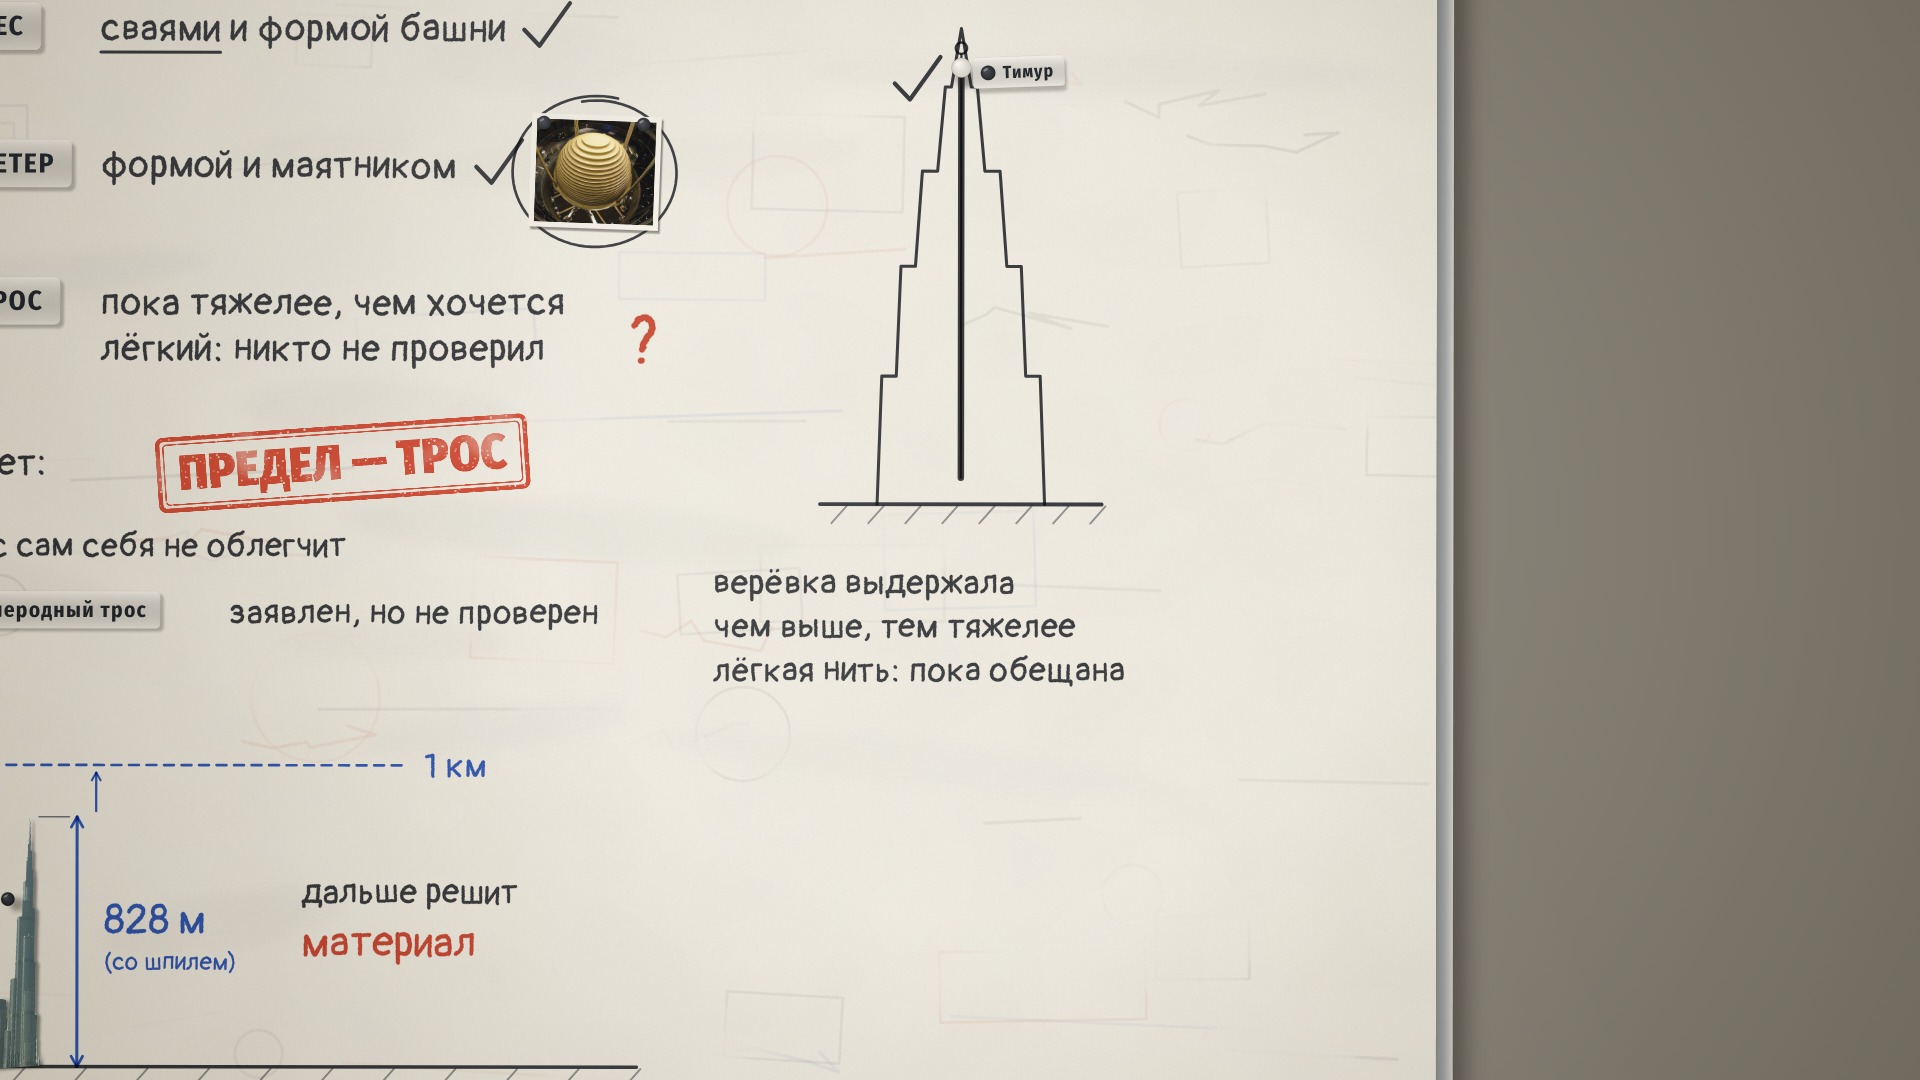 ЕС
сваями и формой башни
Тимур
ЕТЕР
формой и маятником
РОС
пока тяжелее, чем хочется
лёгкий: никто не проверил
?
ет:
ПРЕДЕЛ — ТРОС
с сам себя не облегчит
неродный трос
заявлен, но не проверен
верёвка выдержала
чем выше, тем тяжелее
лёгкая нить: пока обещана
1 км
828 м
(со шпилем)
дальше решит
материал